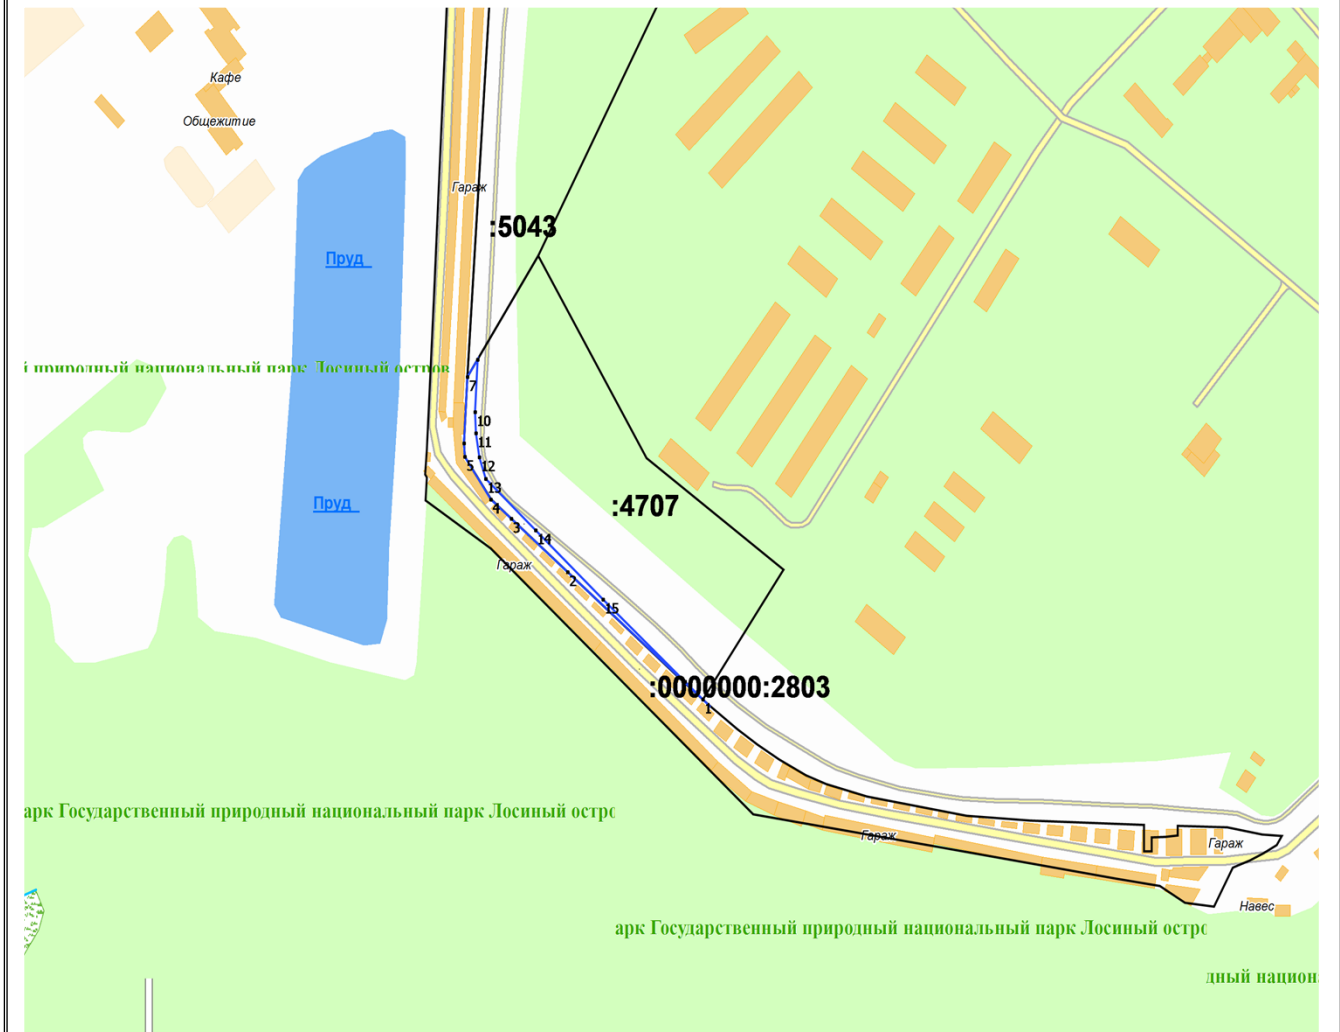 Кафе
Общежитие
Гараж
:5043
Пруд
й природный национальный парк Лосиный остров
7
10
11
5
12
13
4
3
14
:4707
Пруд
Гараж
2
15
:0000000:2803
1
арк Государственный природный национальный парк Лосиный остро
Гараж
Гараж
Навес
арк Государственный природный национальный парк Лосиный остро
дный национ